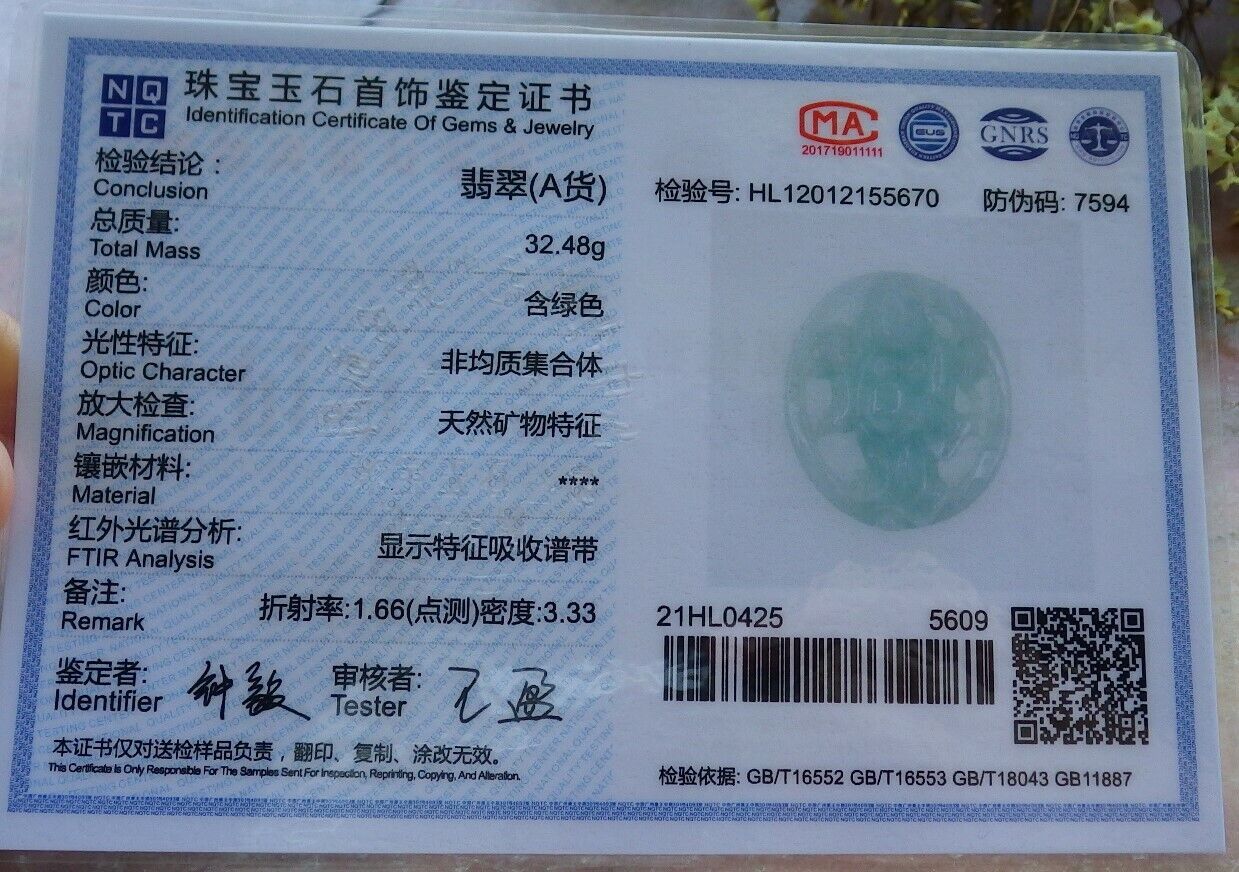 NQ
TC
珠宝玉石首饰鉴定证书
Identification Certificate Of Gems & Jewelry
检验结论：
Conclusion
翡翠(A货)
总质量:
Total Mass
32.48g
颜色:
Color
含绿色
光性特征:
Optic Character
非均质集合体
放大检查:
Magnification
天然矿物特征
镶嵌材料:
Material
****
红外光谱分析:
FTIR Analysis
显示特征吸收谱带
备注:
Remark
折射率:1.66(点测)密度:3.33
鉴定者:
Identifier
审核者:
Tester
王盈
本证书仅对送检样品负责，翻印、复制、涂改无效。
This Certificate Is Only Responsible For The Samples Sent For Inspection, Reprinting, Copying, And Alteration.
MA
201719011111
GNRS
检验号: HL12012155670
防伪码: 7594
21HL0425
5609
检验依据: GB/T16552 GB/T16553 GB/T18043 GB11887